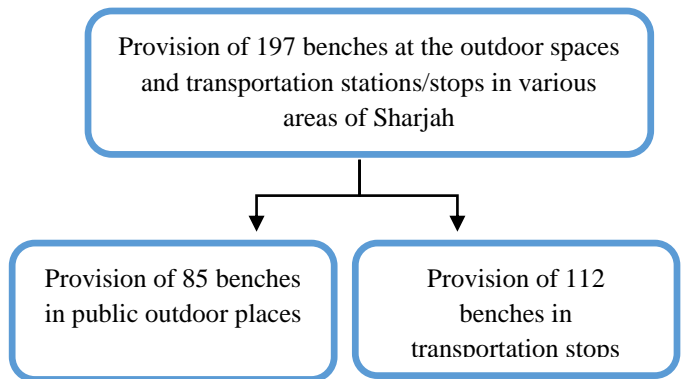 Provision of 197 benches at the outdoor spaces
and transportation stations/stops in various
areas of Sharjah
Provision of 85 benches
in public outdoor places
Provision of 112
benches in
transportation stops